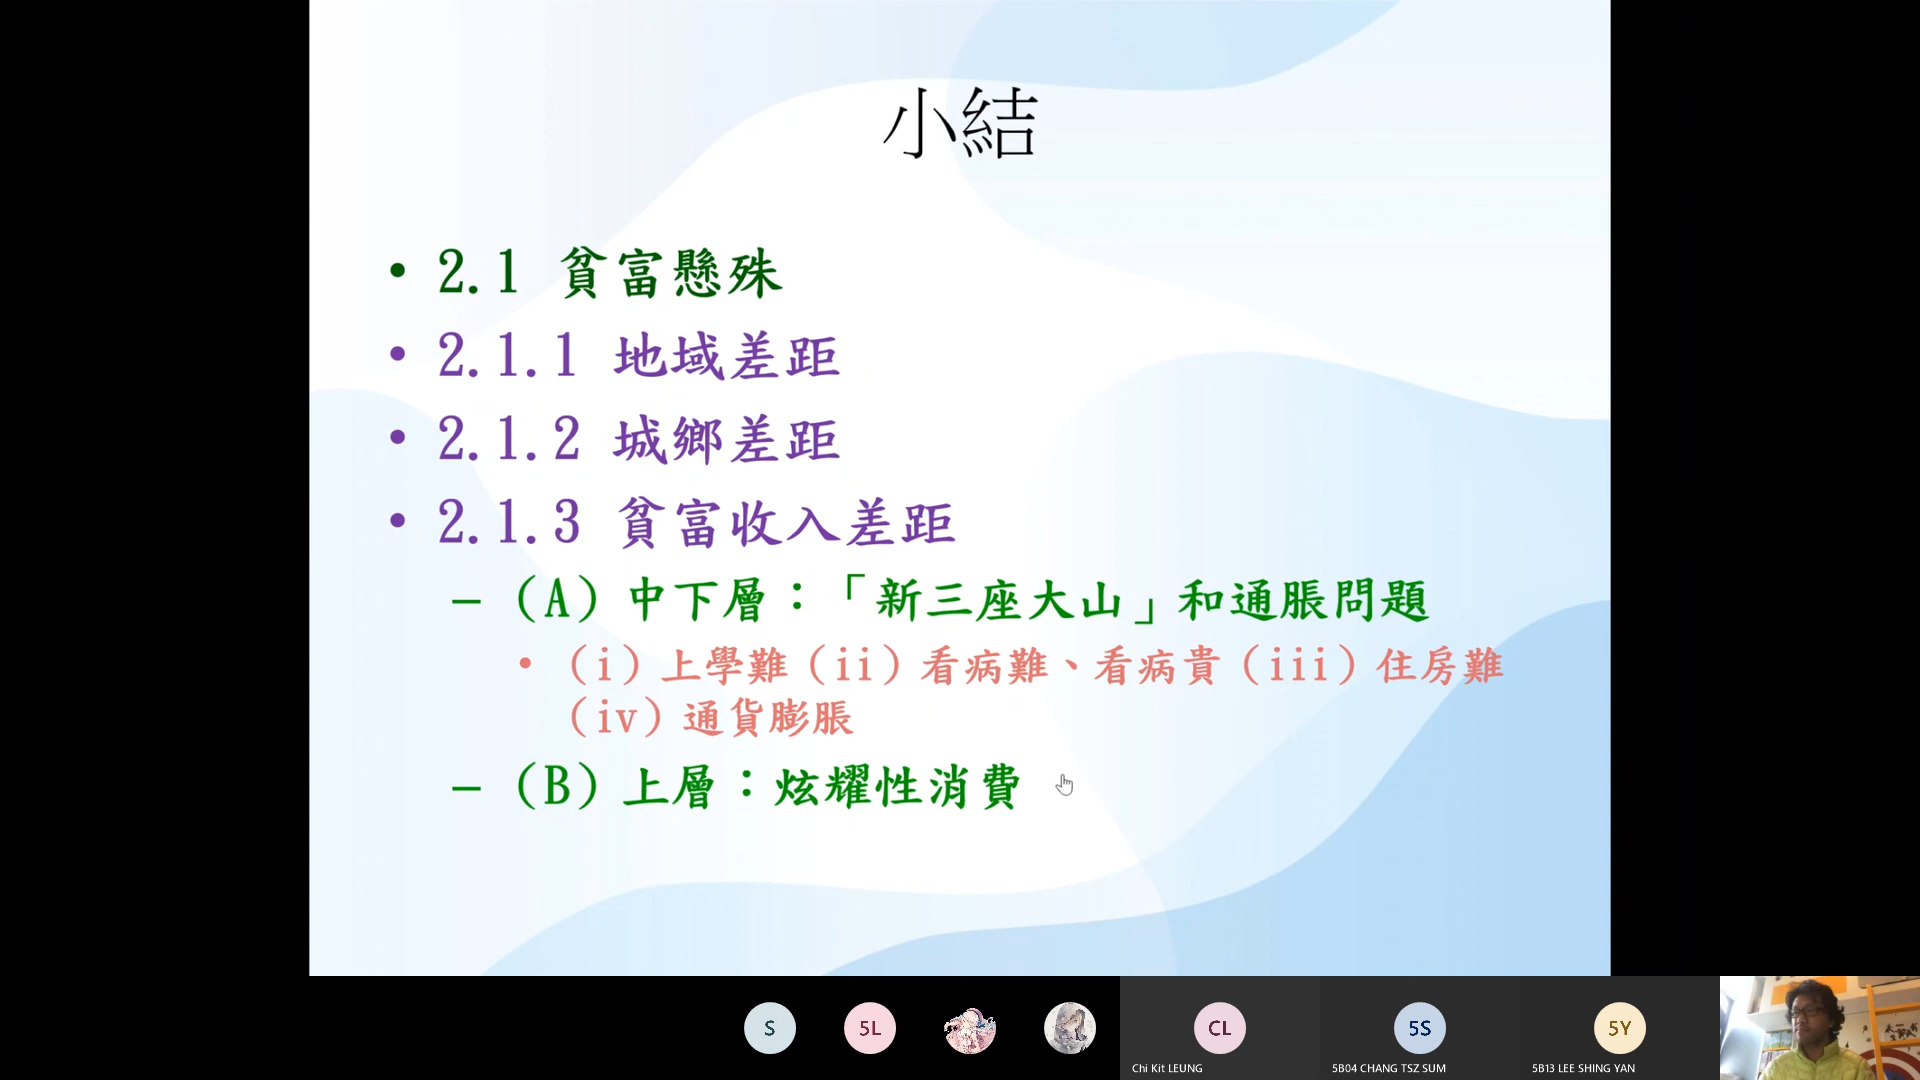 小結
• 2.1 貧富懸殊
• 2.1.1 地域差距
• 2.1.2 城鄉差距
• 2.1.3 貧富收入差距
– (A) 中下層：「新三座大山」和通脹問題
• (i) 上學難 (ii) 看病難、看病貴 (iii) 住房難
(iv) 通貨膨脹
– (B) 上層：炫耀性消費
S 5L CL 5S 5Y
Chi Kit LEUNG 5B04 CHANG TSZ SUM 5B13 LEE SHING YAN